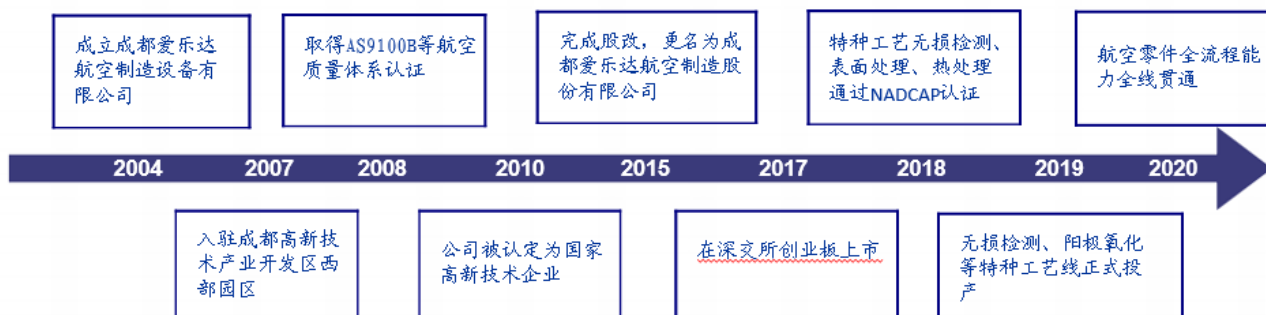 成立成都爱乐达
航空制造设备有
限公司
取得AS9100B等航空
质量体系认证
完成股改，更名为成
都爱乐达航空制造股
份有限公司
特种工艺无损检测、
表面处理、热处理
通过NADCAP认证
航空零件全流程能
力全线贯通
2004 2007 2008 2010 2015 2017 2018 2019 2020
入驻成都高新技
术产业开发区西
部园区
公司被认定为国家
高新技术企业
在深交所创业板上市
无损检测、阳极氧化
等特种工艺线正式投
产